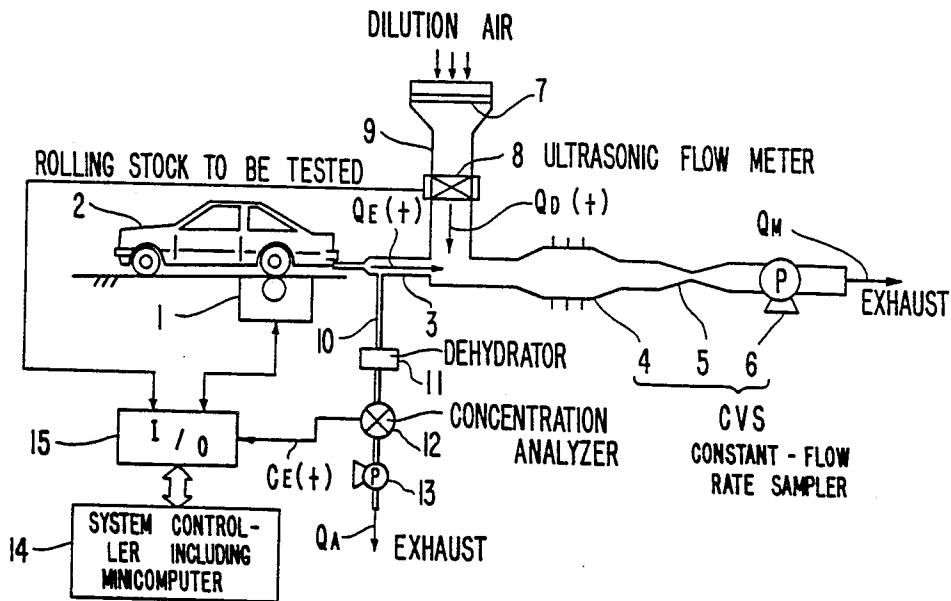 DILUTION AIR
7
9
8 ULTRASONIC FLOW METER
ROLLING STOCK TO BE TESTED
2
QE(t)
QD(t)
QM
P
EXHAUST
1
10
3
4
5
6
DEHYDRATOR
11
CVS
CONSTANT - FLOW
RATE SAMPLER
CONCENTRATION
ANALYZER
12
15
I / O
CE(t)
P
13
14
SYSTEM CONTROL-
LER INCLUDING
MINICOMPUTER
QA
EXHAUST